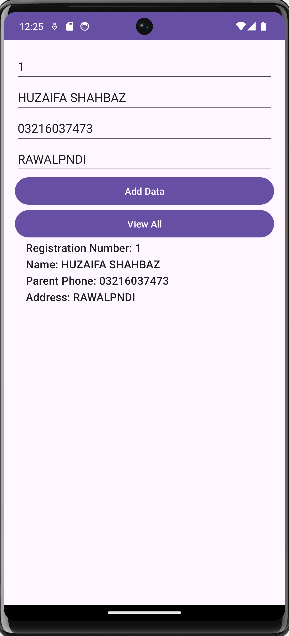 12:25
1
HUZAIFA SHAHBAZ
03216037473
RAWALPNDI
Add Data
View All
Registration Number: 1
Name: HUZAIFA SHAHBAZ
Parent Phone: 03216037473
Address: RAWALPNDI